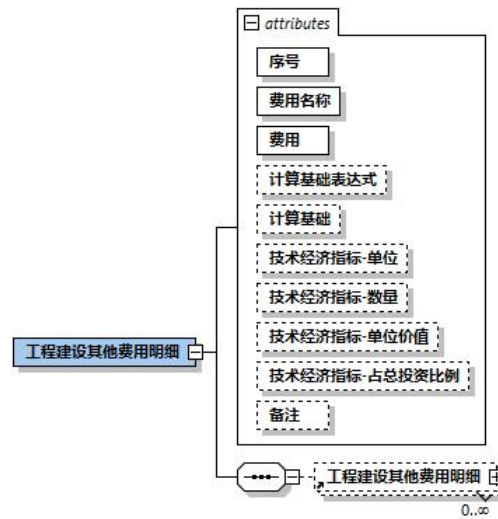 attributes
序号
费用名称
费用
计算基础表达式
计算基础
技术经济指标-单位
技术经济指标-数量
技术经济指标-单位价值
工程建设其他费用明细
技术经济指标-占总投资比例
备注
工程建设其他费用明细
0..∞